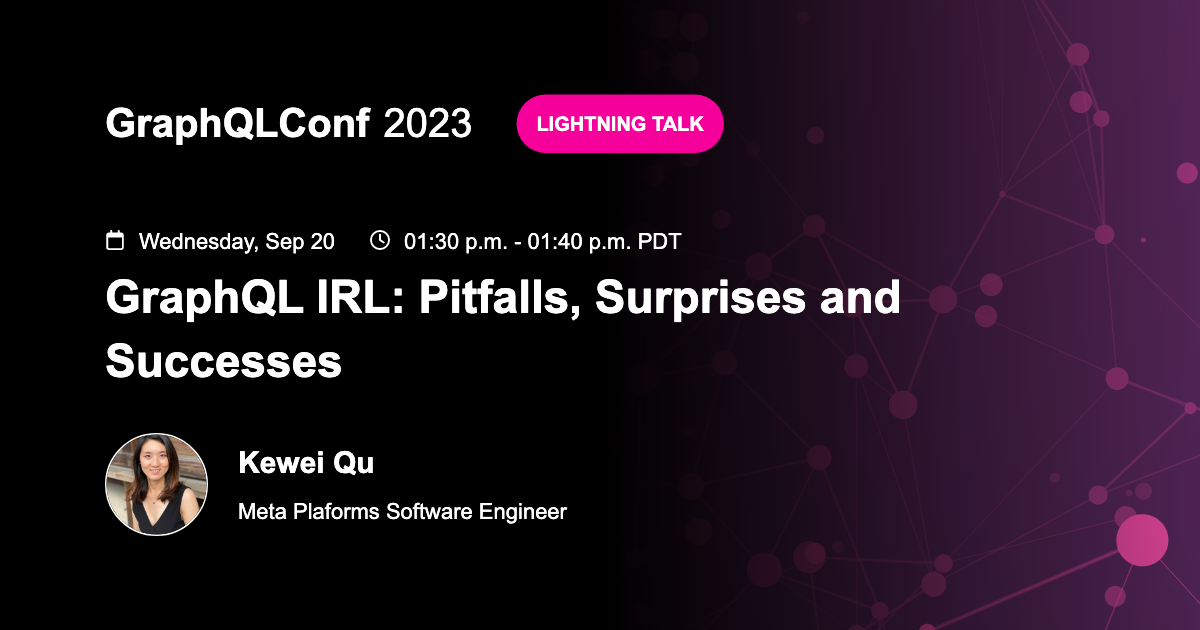 GraphQLConf 2023
LIGHTNING TALK
Wednesday, Sep 20 01:30 p.m. - 01:40 p.m. PDT
GraphQL IRL: Pitfalls, Surprises and
Successes
Kewei Qu
Meta Plaforms Software Engineer